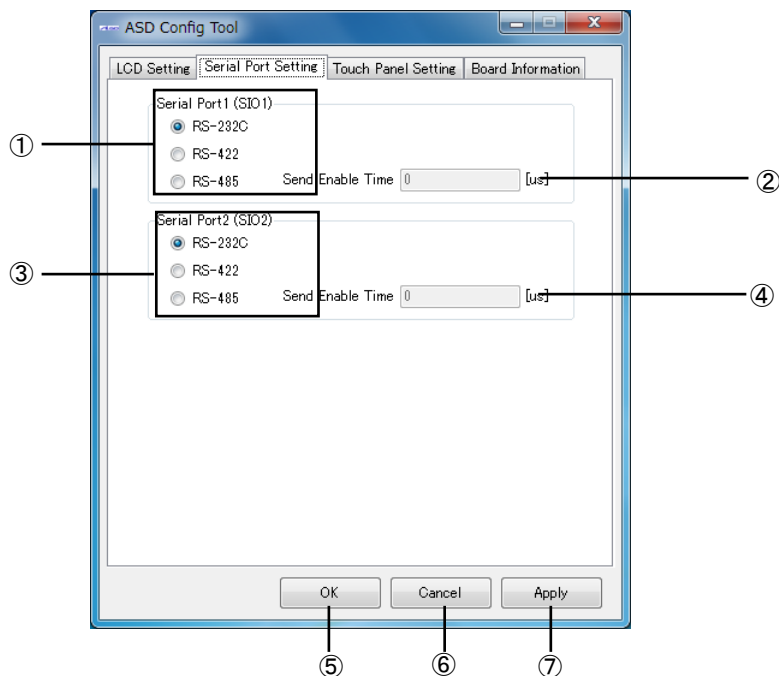 ASD Config Tool
LCD Setting Serial Port Setting Touch Panel Setting Board Information
Serial Port1 (SIO1)
RS-232C
① RS-422
RS-485 Send Enable Time 0 [us] ②
Serial Port2 (SIO2)
RS-232C
③ RS-422
RS-485 Send Enable Time 0 [us] ④
OK Cancel Apply
⑤ ⑥ ⑦